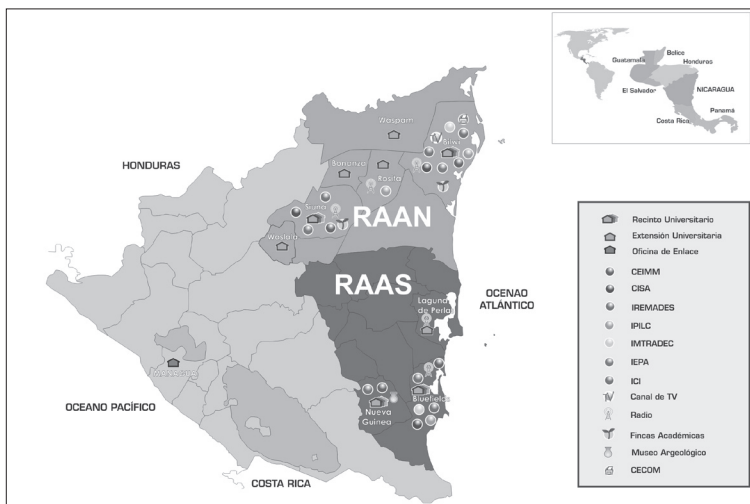 Belice
Guatemala
Honduras
NICARAGUA
El Salvador
Panamá
Costa Rica
Waspam
HONDURAS
Bilwi
Bonanza
Rosita
Siuna
RAAN
Waslala
RAAS
OCENAO
ATLÁNTICO
Laguna
de Perla
MANAGUA
OCEANO PACÍFICO
Bluefields
Nueva
Guinea
COSTA RICA
Recinto Universitario
Extensión Universitaria
Oficina de Enlace
CEIMM
CISA
IREMADES
IPILC
IMTRADEC
IEPA
ICI
TV
Canal de TV
Radio
Fincas Académicas
Museo Argeológico
CECOM